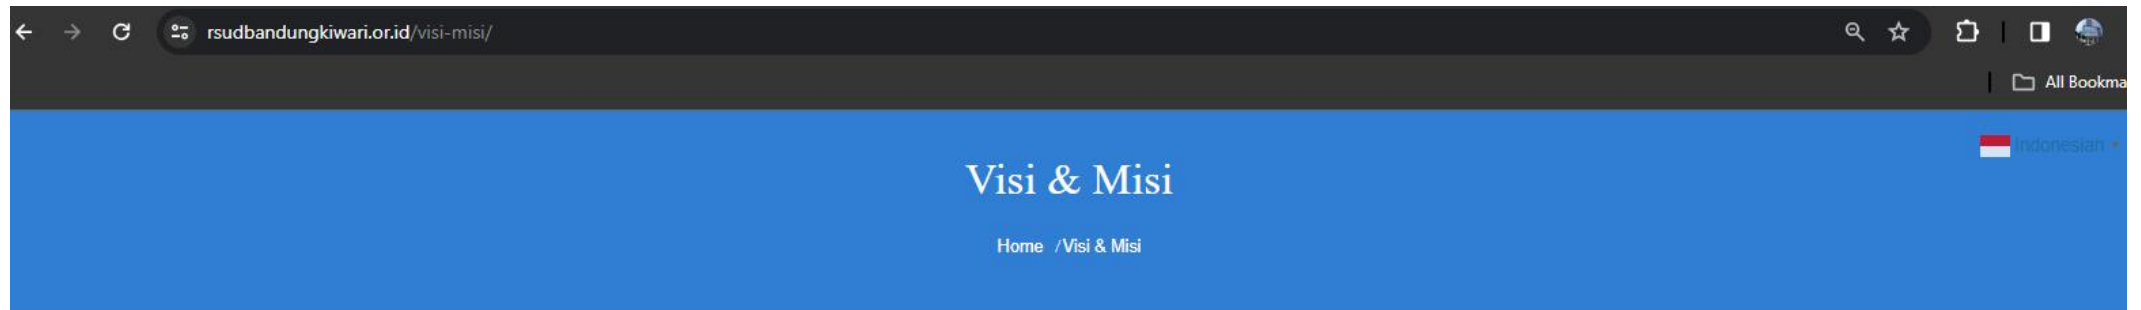 rsudbandungkiwari.or.id/visi-misi/
All Bookma
Indonesian
Visi & Misi
Home / Visi & Misi